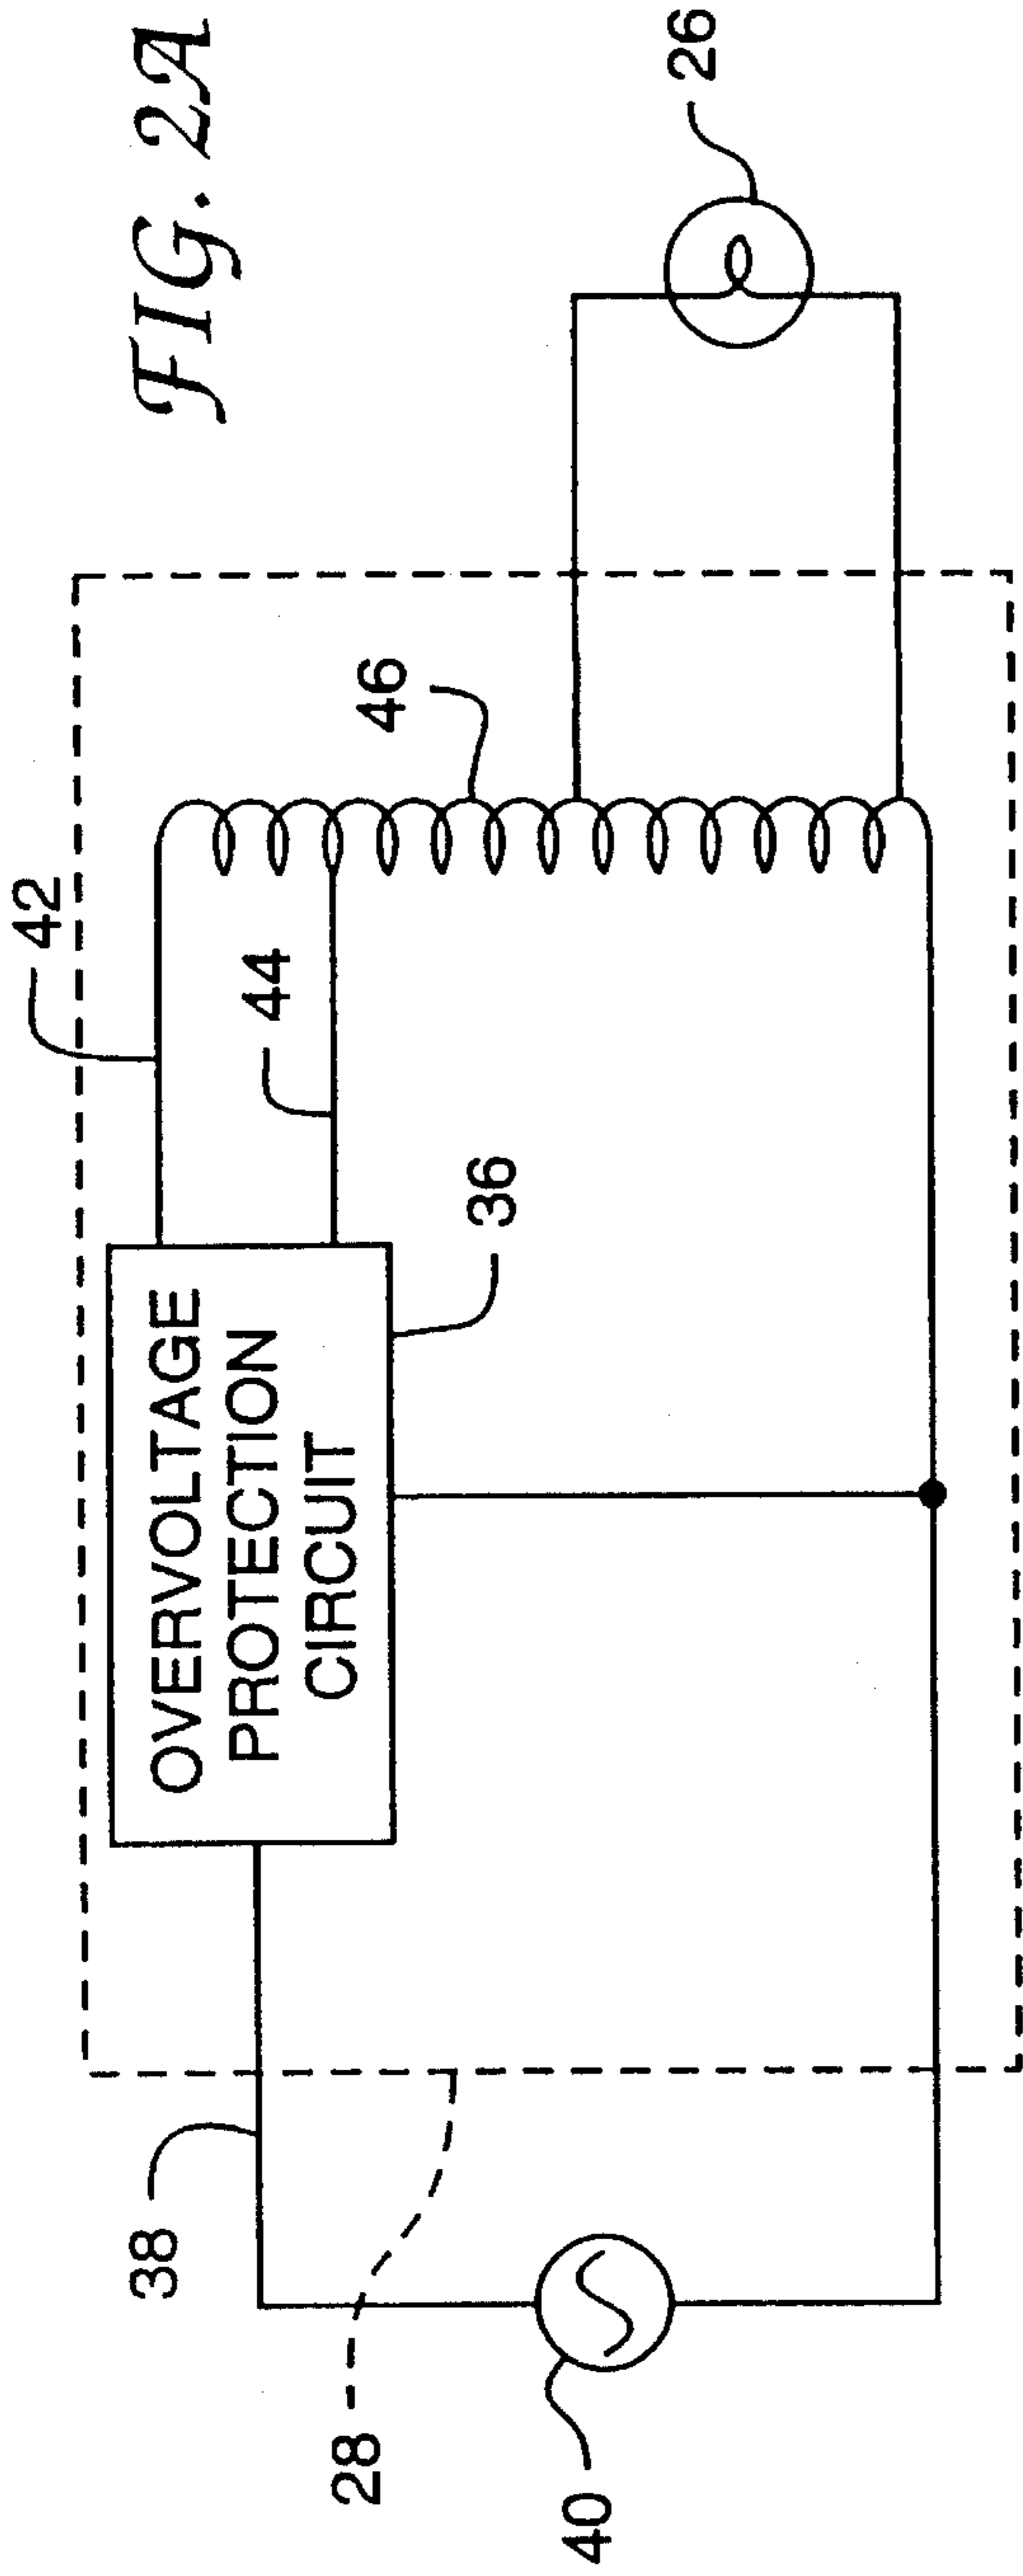 FIG. 2A
42
44
46
26
OVERVOLTAGE
PROTECTION
CIRCUIT
36
38
28
40